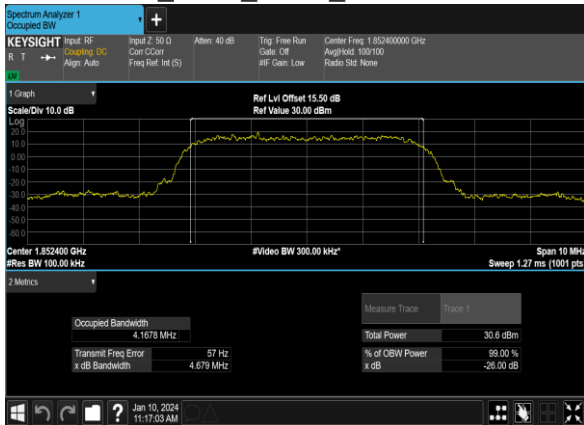 Spectrum Analyzer 1
Occupied BW
+
KEYSIGHT Input: RF Input Z: 50 Ω Atten: 40 dB Trig: Free Run Center Freq: 1.852400000 GHz
R T Coupling: DC Corr CCorr Gate: Off Avg|Hold: 100/100
Align: Auto Freq Ref: Int (S) #IF Gain: Low Radio Std: None
1 Graph
Ref Lvl Offset 15.50 dB
Scale/Div 10.0 dB Ref Value 30.00 dBm
Log
20.0
10.0
0.00
-10.0
-20.0
-30.0
-40.0
-50.0
-60.0
Center 1.852400 GHz #Video BW 300.00 kHz* Span 10 MHz
#Res BW 100.00 kHz Sweep 1.27 ms (1001 pts
2 Metrics
Measure Trace Trace 1
Occupied Bandwidth
4.1678 MHz Total Power 30.6 dBm
Transmit Freq Error 57 Hz % of OBW Power 99.00 %
x dB Bandwidth 4.679 MHz x dB -26.00 dB
? Jan 10, 2024
11:17:03 AM